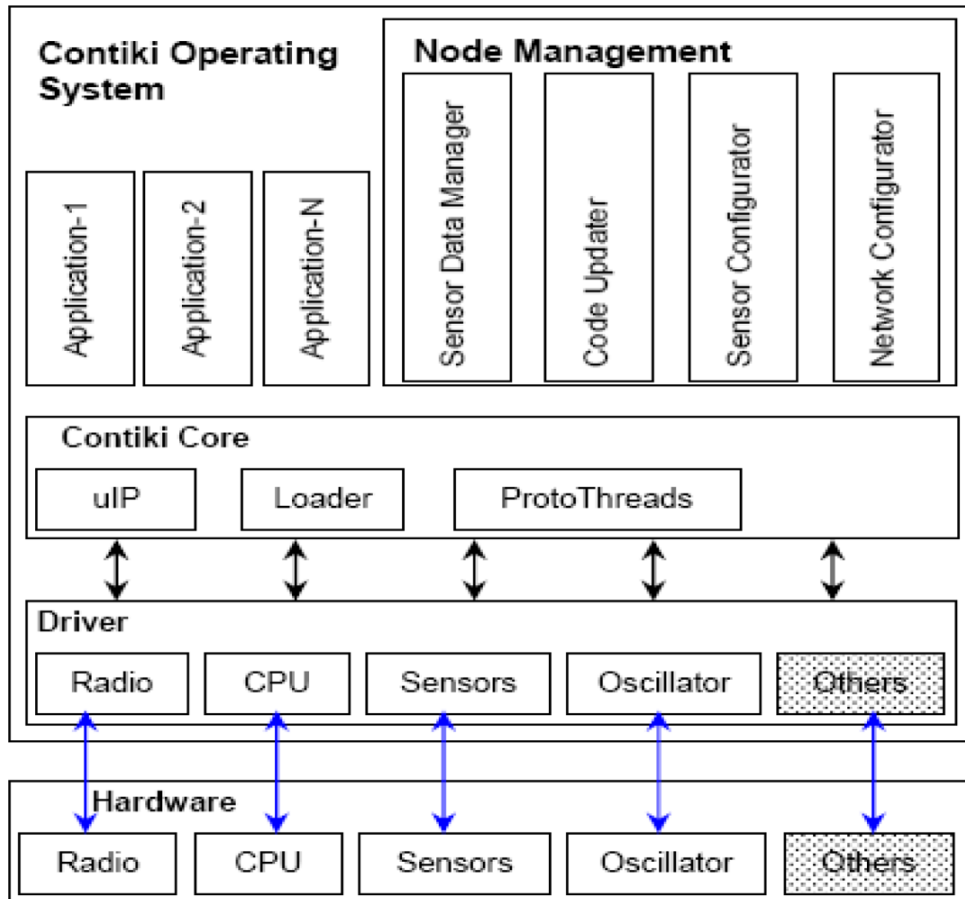 Contiki Operating
System
Node Management
Application-1
Application-2
Application-N
Sensor Data Manager
Code Updater
Sensor Configurator
Network Configurator
Contiki Core
uIP
Loader
ProtoThreads
Driver
Radio
CPU
Sensors
Oscillator
Others
Hardware
Radio
CPU
Sensors
Oscillator
Others